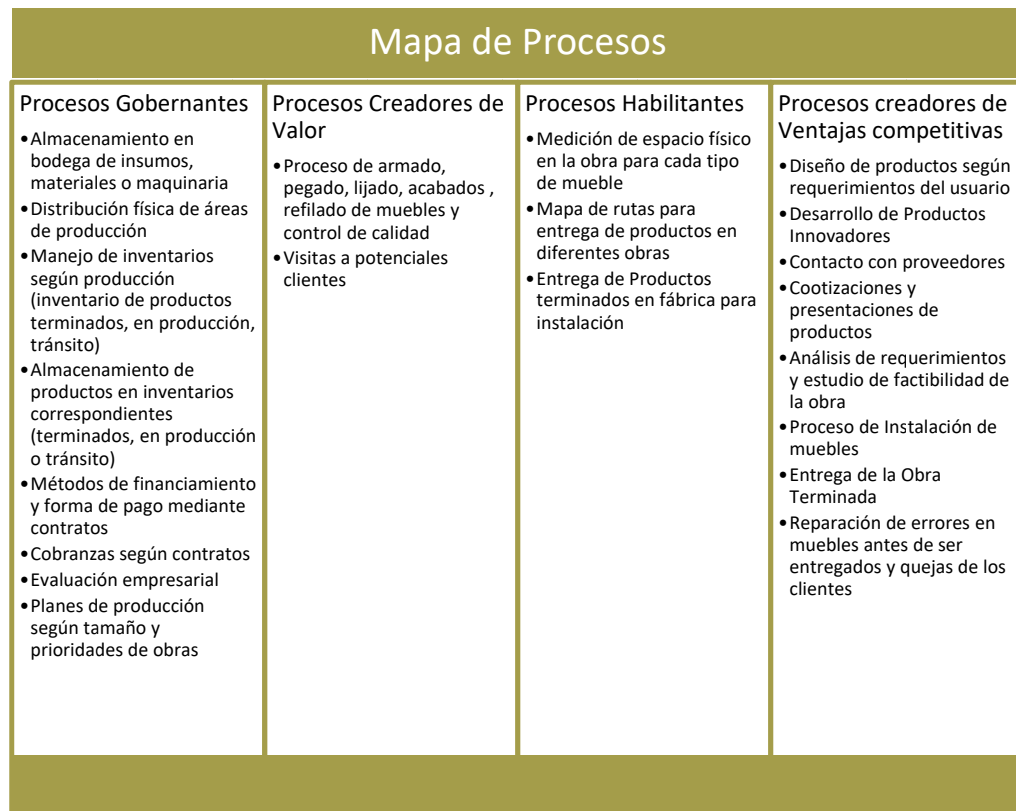 Mapa de Procesos
Procesos Gobernantes
•Almacenamiento en
bodega de insumos,
materiales o maquinaria
•Distribución física de áreas
de producción
•Manejo de inventarios
según producción
(inventario de productos
terminados, en producción,
tránsito)
•Almacenamiento de
productos en inventarios
correspondientes
(terminados, en producción
o tránsito)
•Métodos de financiamiento
y forma de pago mediante
contratos
•Cobranzas según contratos
•Evaluación empresarial
•Planes de producción
según tamaño y
prioridades de obras
Procesos Creadores de
Valor
•Proceso de armado,
pegado, lijado, acabados ,
refilado de muebles y
control de calidad
•Visitas a potenciales
clientes
Procesos Habilitantes
•Medición de espacio físico
en la obra para cada tipo
de mueble
•Mapa de rutas para
entrega de productos en
diferentes obras
•Entrega de Productos
terminados en fábrica para
instalación
Procesos creadores de
Ventajas competitivas
•Diseño de productos según
requerimientos del usuario
•Desarrollo de Productos
Innovadores
•Contacto con proveedores
•Cootizaciones y
presentaciones de
productos
•Análisis de requerimientos
y estudio de factibilidad de
la obra
•Proceso de Instalación de
muebles
•Entrega de la Obra
Terminada
•Reparación de errores en
muebles antes de ser
entregados y quejas de los
clientes